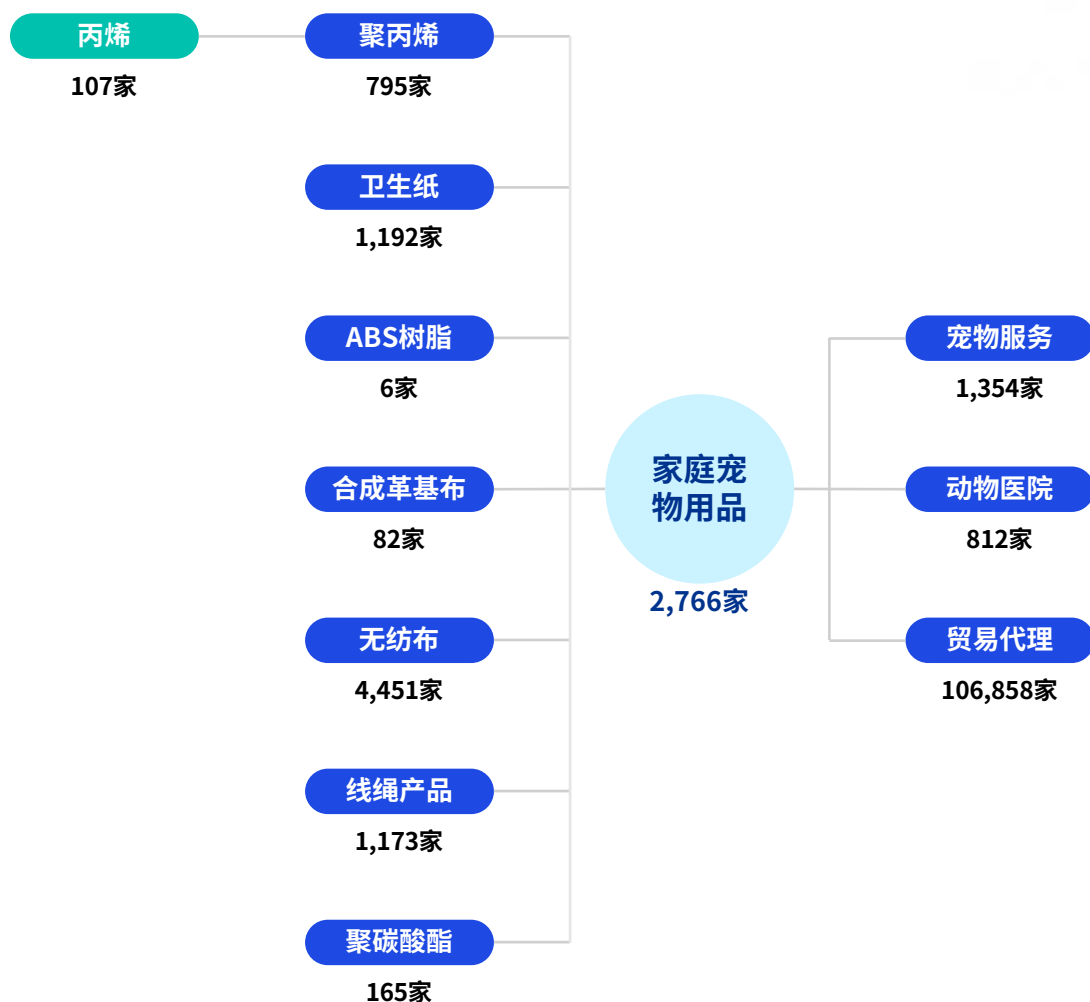 丙烯
107家
聚丙烯
795家
卫生纸
1,192家
ABS树脂
6家
合成革基布
82家
无纺布
4,451家
线绳产品
1,173家
聚碳酸酯
165家
家庭宠
物用品
2,766家
宠物服务
1,354家
动物医院
812家
贸易代理
106,858家